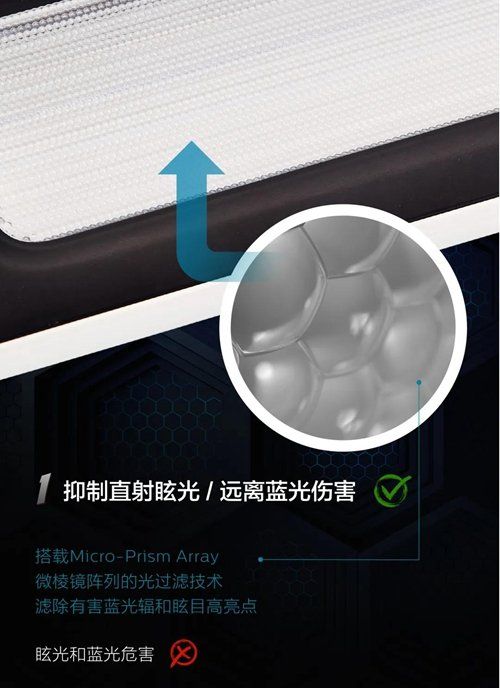 1 抑制直射眩光 / 远离蓝光伤害
搭载Micro-Prism Array
微棱镜阵列的光过滤技术
滤除有害蓝光辐和眩目高亮点
眩光和蓝光危害